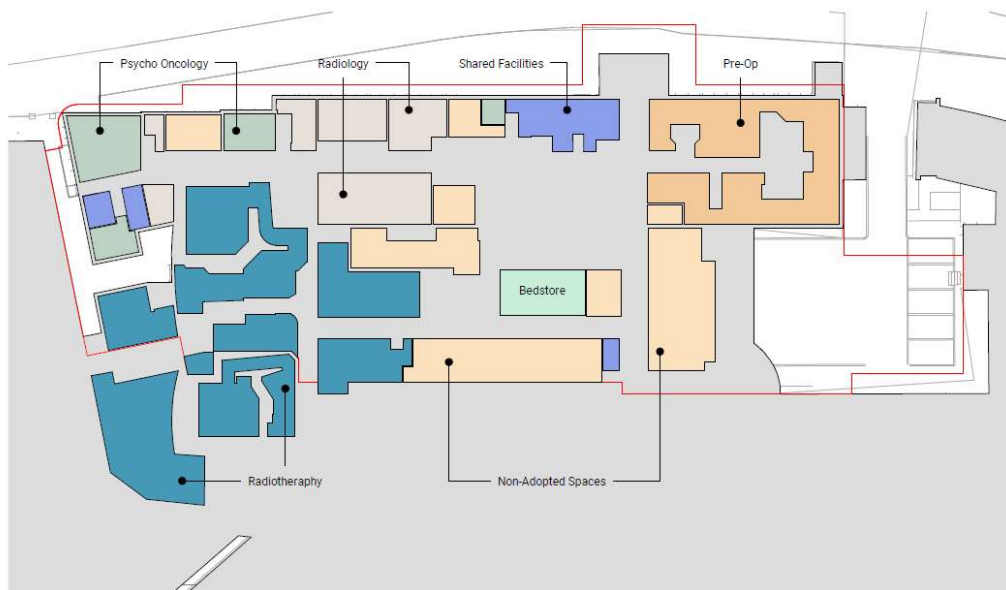 Psycho Oncology
Radiology
Shared Facilities
Pre-Op
Bedstore
Radiotheraphy
Non-Adopted Spaces